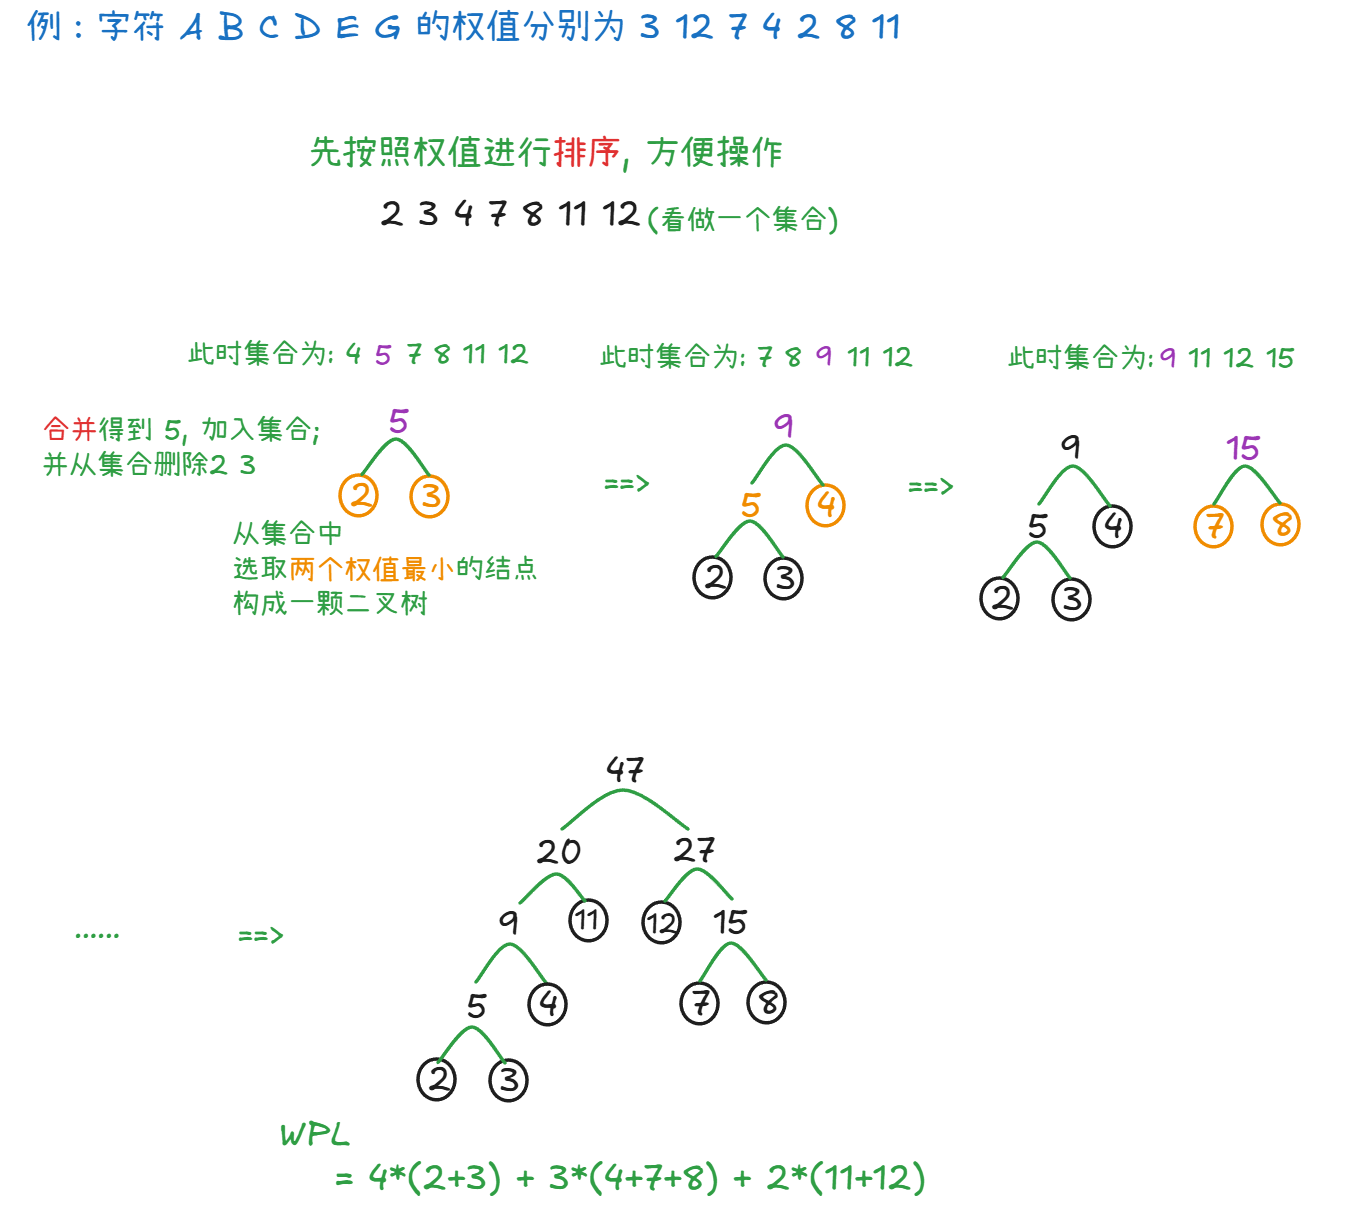 例：字符 A B C D E G 的权值分别为 3 12 7 4 2 8 11
先按照权值进行排序, 方便操作
2 3 4 7 8 11 12 (看做一个集合)
此时集合为: 4 5 7 8 11 12
此时集合为: 7 8 9 11 12
此时集合为: 9 11 12 15
合并得到 5, 加入集合;
并从集合删除2 3
5
2 3
从集合中
选取两个权值最小的结点
构成一颗二叉树
==>
9
5 4
2 3
==>
9 15
5 4 7 8
2 3
······ ==>
47
20 27
9 11 12 15
5 4 7 8
2 3
WPL
= 4*(2+3) + 3*(4+7+8) + 2*(11+12)